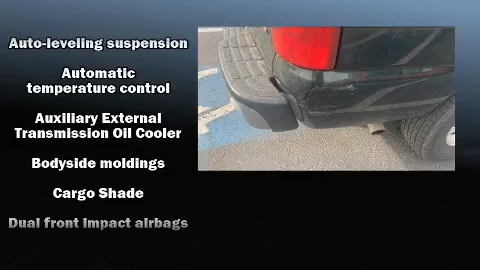 Auto-leveling suspension
Automatic
temperature control
Auxiliary External
Transmission Oil Cooler
Bodyside moldings
Cargo Shade
Dual front impact airbags